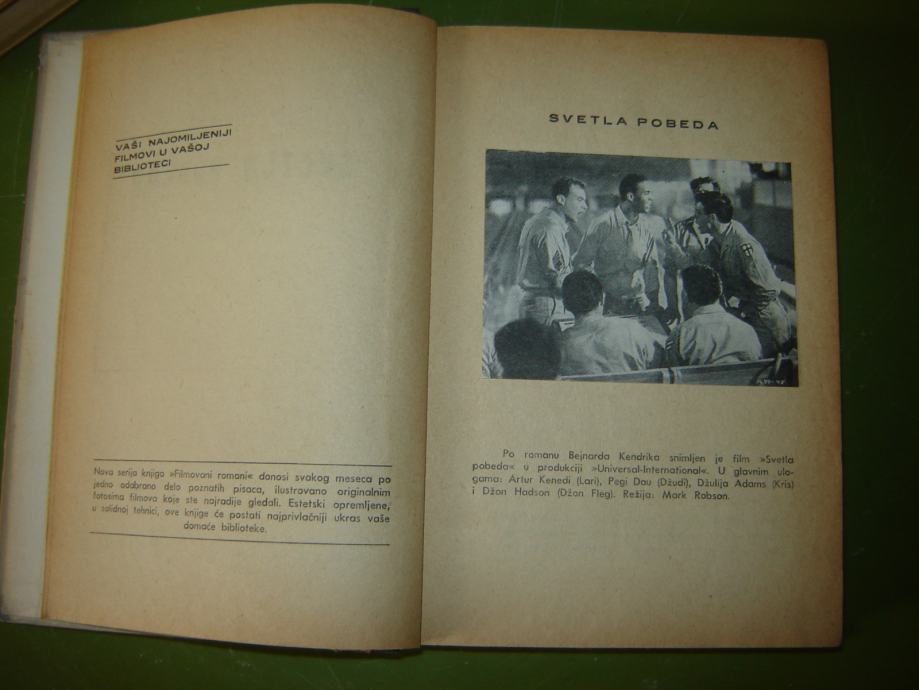 VAŠI NAJOMILJENIJI
FILMOVI U VAŠOJ
BIBLIOTECI
Nova serija knjiga »Filmovani romani« donosi svakog meseca po
jedno odabrano delo poznatih pisaca, ilustrovano originalnim
fotosima filmova koje ste najradije gledali. Estetski opremljene,
u solidnoj tehnici, ove knjige će postati najprivlačniji ukras vaše
domaće biblioteke.
SVETLA POBEDA
Po romanu Bejnarda Kendrika snimljen je film »Svetla
pobeda« u produkciji »Universal-International«. U glavnim ulo-
gama: Artur Kenedi (Lari), Pegi Dau (Džudi), Džulija Adams (Kris)
i Džon Hadson (Džon Fleg). Režija: Mark Robson.